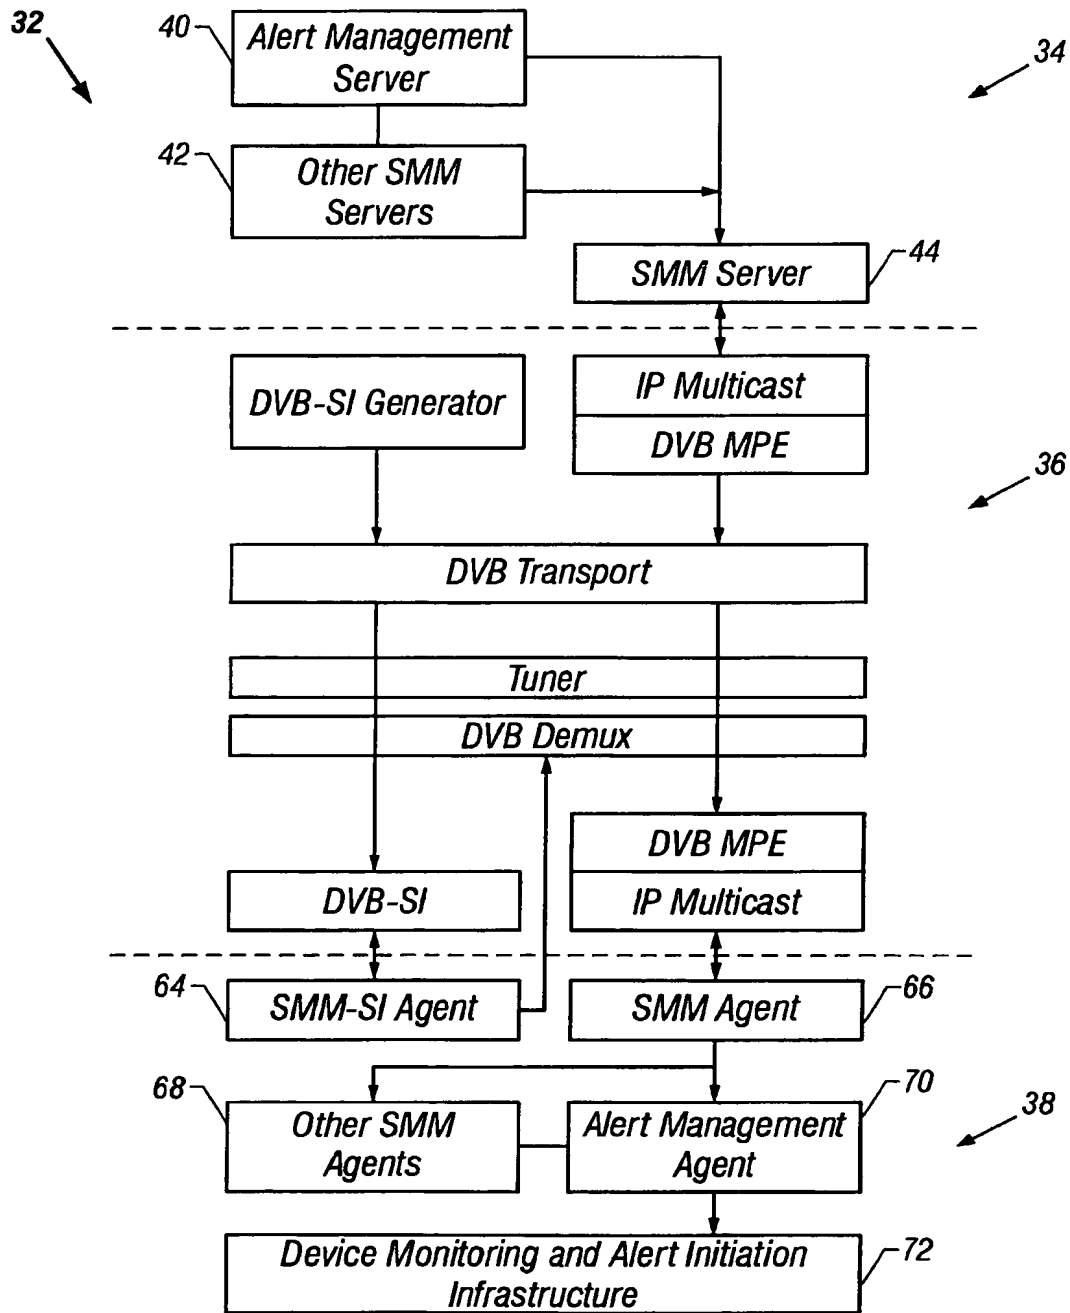 32
40
Alert Management
Server
34
42
Other SMM
Servers
SMM Server
44
DVB-SI Generator
IP Multicast
DVB MPE
36
DVB Transport
Tuner
DVB Demux
DVB MPE
DVB-SI
IP Multicast
64
SMM-SI Agent
SMM Agent
66
68
Other SMM
Agents
70
Alert Management
Agent
38
Device Monitoring and Alert Initiation
Infrastructure
72